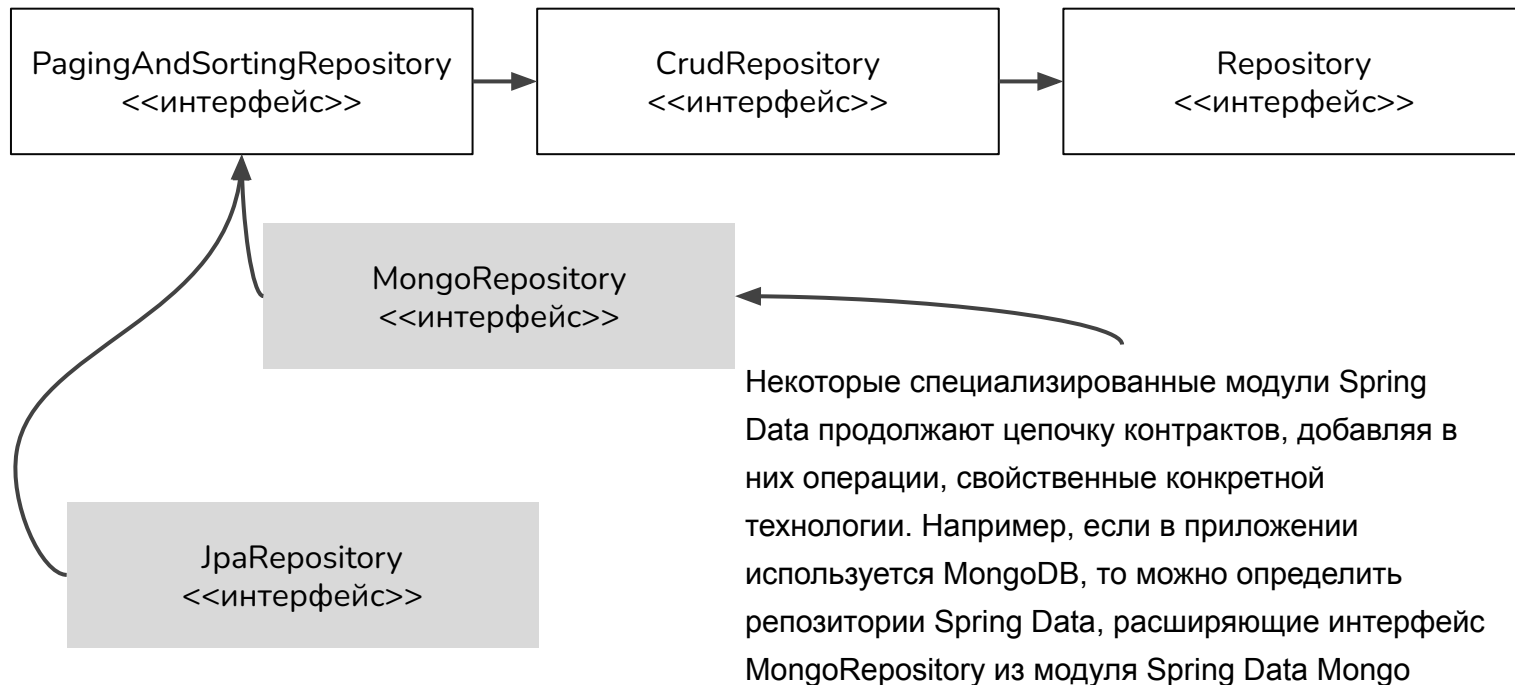 PagingAndSortingRepository
<<интерфейс>>
CrudRepository
<<интерфейс>>
Repository
<<интерфейс>>
MongoRepository
<<интерфейс>>
JpaRepository
<<интерфейс>>
Некоторые специализированные модули Spring
Data продолжают цепочку контрактов, добавляя в
них операции, свойственные конкретной
технологии. Например, если в приложении
используется MongoDB, то можно определить
репозитории Spring Data, расширяющие интерфейс
MongoRepository из модуля Spring Data Mongo